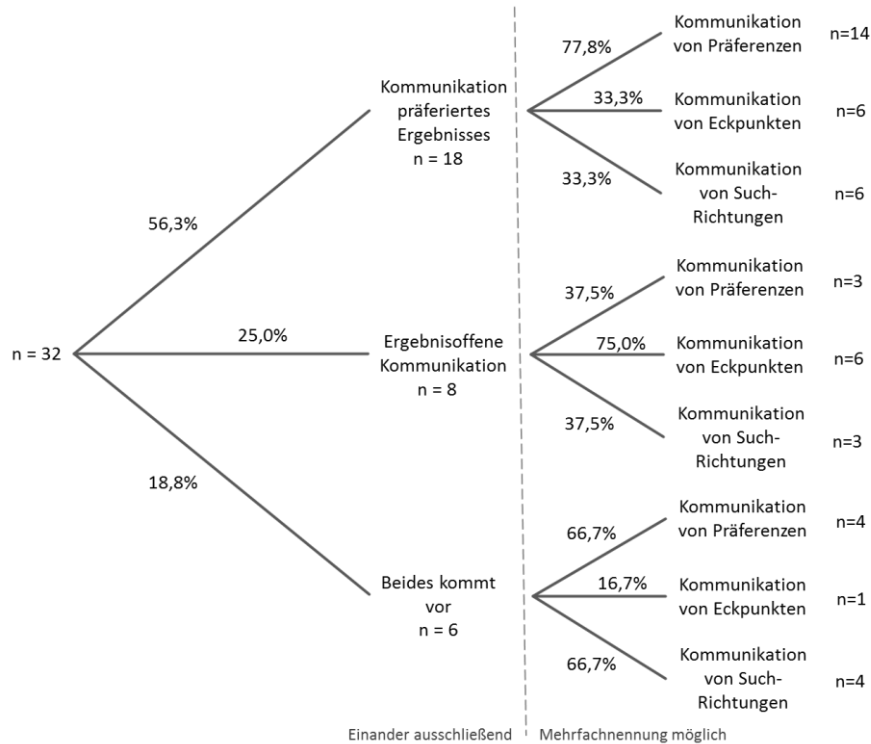 n = 32
56,3%
25,0%
18,8%
Kommunikation
präferiertes
Ergebnisses
n = 18
77,8%
33,3%
33,3%
Kommunikation
von Präferenzen
n=14
Kommunikation
von Eckpunkten
n=6
Kommunikation
von Such-
Richtungen
n=6
Ergebnisoffene
Kommunikation
n = 8
37,5%
75,0%
37,5%
Kommunikation
von Präferenzen
n=3
Kommunikation
von Eckpunkten
n=6
Kommunikation
von Such-
Richtungen
n=3
Beides kommt
vor
n = 6
66,7%
16,7%
66,7%
Kommunikation
von Präferenzen
n=4
Kommunikation
von Eckpunkten
n=1
Kommunikation
von Such-
Richtungen
n=4
Einander ausschließend
Mehrfachnennung möglich